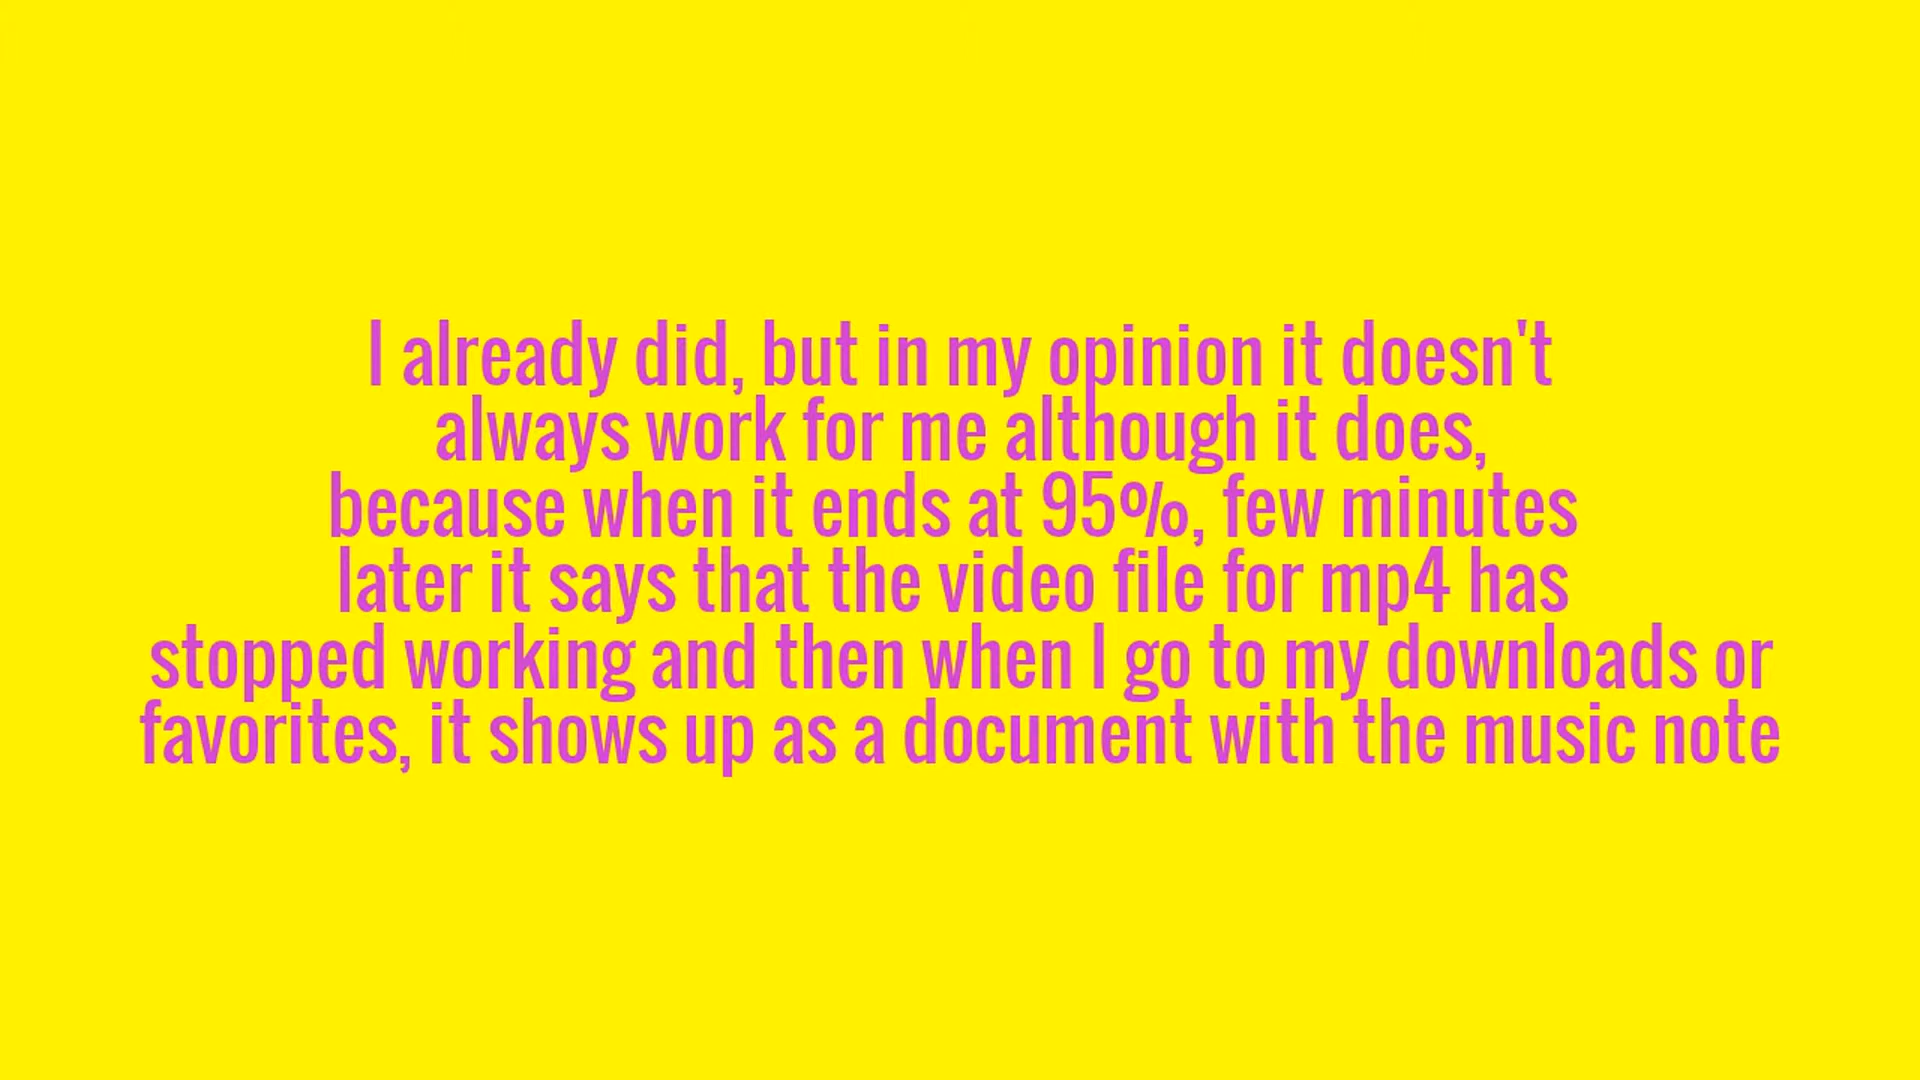 I already did, but in my opinion it doesn't
always work for me although it does,
because when it ends at 95%, few minutes
later it says that the video file for mp4 has
stopped working and then when I go to my downloads or
favorites, it shows up as a document with the music note